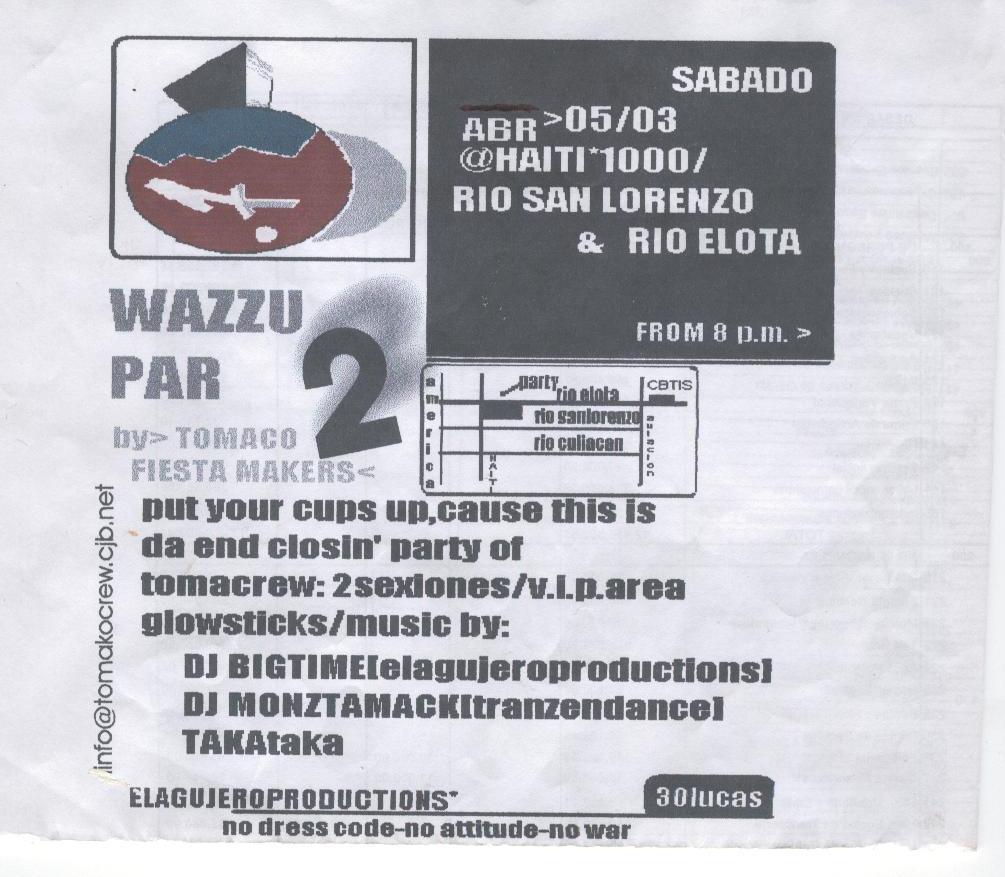 SABADO
ABR>05/03
@HAITI*1000/
RIO SAN LORENZO
& RIO ELOTA
FROM 8 p.m. >
WAZZU
PAR 2
by> TOMACO
FIESTA MAKERS<
america
party
rio elota
CBTIS
rio sanlorenzo
rio culiacan
HAITI
aulacion
info@tomakocrew.cjb.net
put your cups up,cause this is
da end closin' party of
tomacrew: 2sexiones/v.i.p.area
glowsticks/music by:
DJ BIGTIME[elagujeroproductions]
DJ MONZTAMACK[tranzendance]
TAKAtaka
ELAGUJEROPRODUCTIONS*
30lucas
no dress code-no attitude-no war